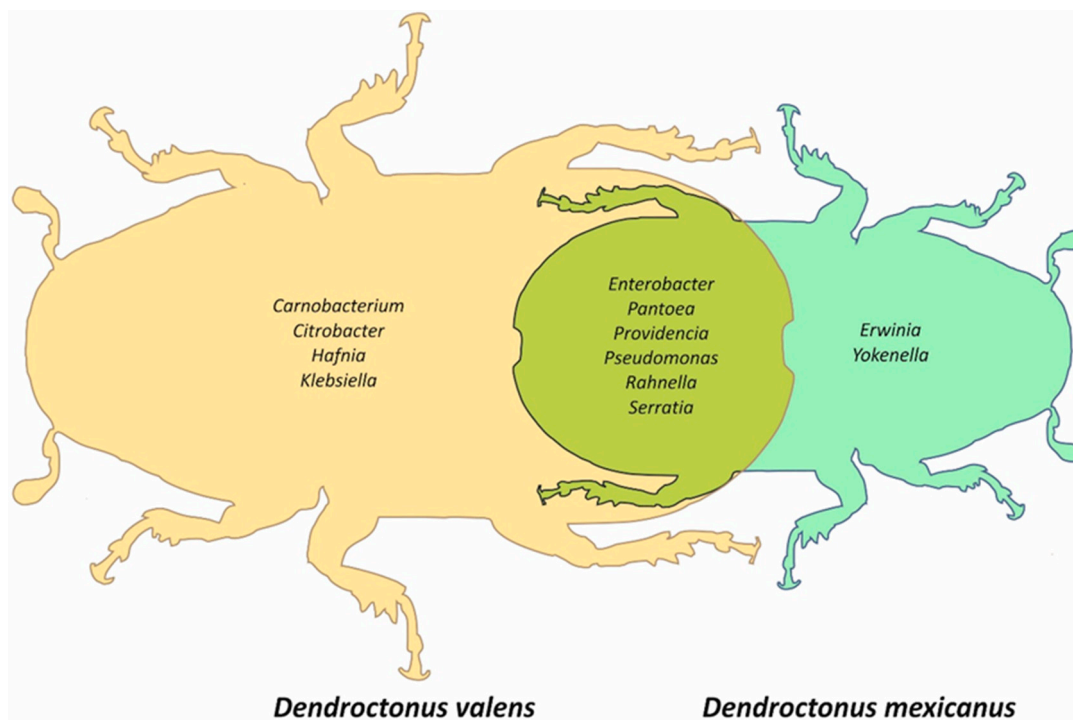 Carnobacterium
Citrobacter
Hafnia
Klebsiella
Enterobacter
Pantoea
Providencia
Pseudomonas
Rahnella
Serratia
Erwinia
Yokenella
Dendroctonus valens
Dendroctonus mexicanus